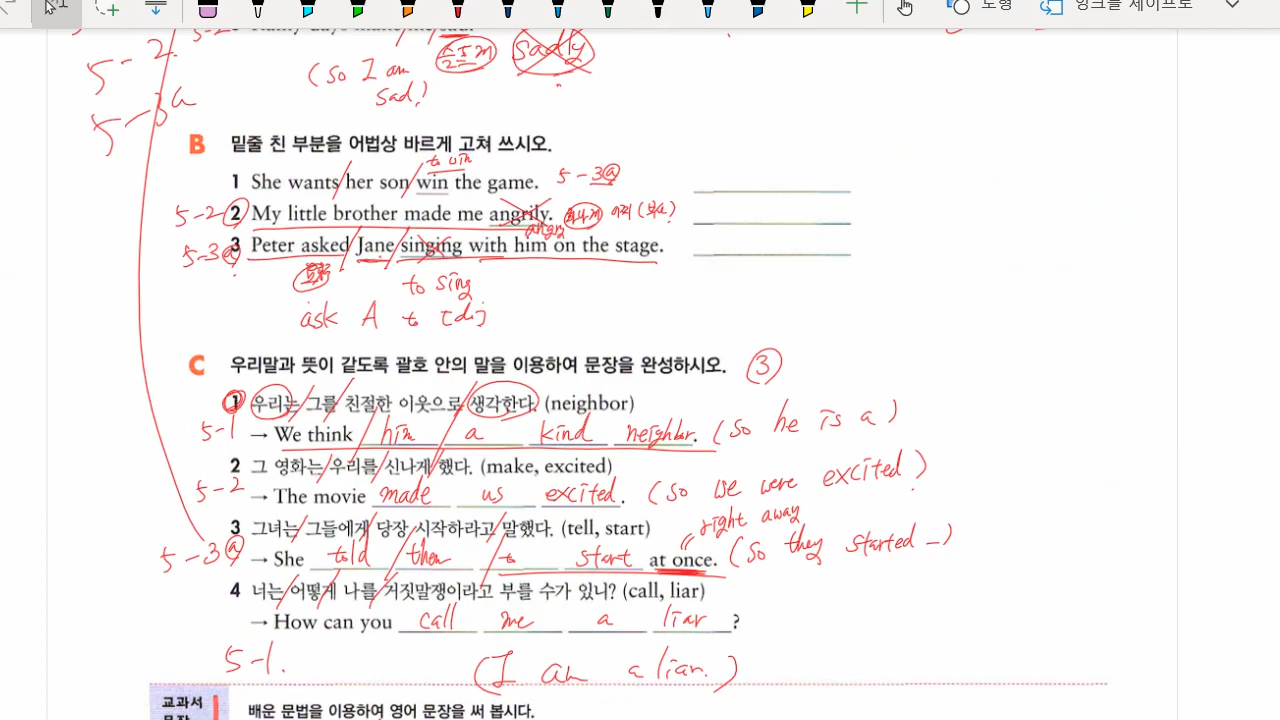 도형 잉크를 셰이프로
5-2
sadly
(so I am
sad.)
5-3a
B 밑줄 친 부분을 어법상 바르게 고쳐 쓰시오.
to win
1 She wants her son win the game. 5-3ⓐ
5-2 2 My little brother made me angrily.
angry
5-3ⓐ 3 Peter asked Jane singing with him on the stage.
to sing
ask A to
C 우리말과 뜻이 같도록 괄호 안의 말을 이용하여 문장을 완성하시오. ③
1 우리는 그를 친절한 이웃으로 생각한다. (neighbor)
5-1 → We think him a kind neighbor. (so he is a)
2 그 영화는 우리를 신나게 했다. (make, excited)
5-2 → The movie made us excited. (so we were excited)
3 그녀는 그들에게 당장 시작하라고 말했다. (tell, start) right away
5-3ⓐ → She told them to start at once. (so they started -)
4 너는 어떻게 나를 거짓말쟁이라고 부를 수가 있니? (call, liar)
→ How can you call me a liar ?
5-1. (I am a liar.)
교과서 배운 문법을 이용하여 영어 문장을 써 봅시다.